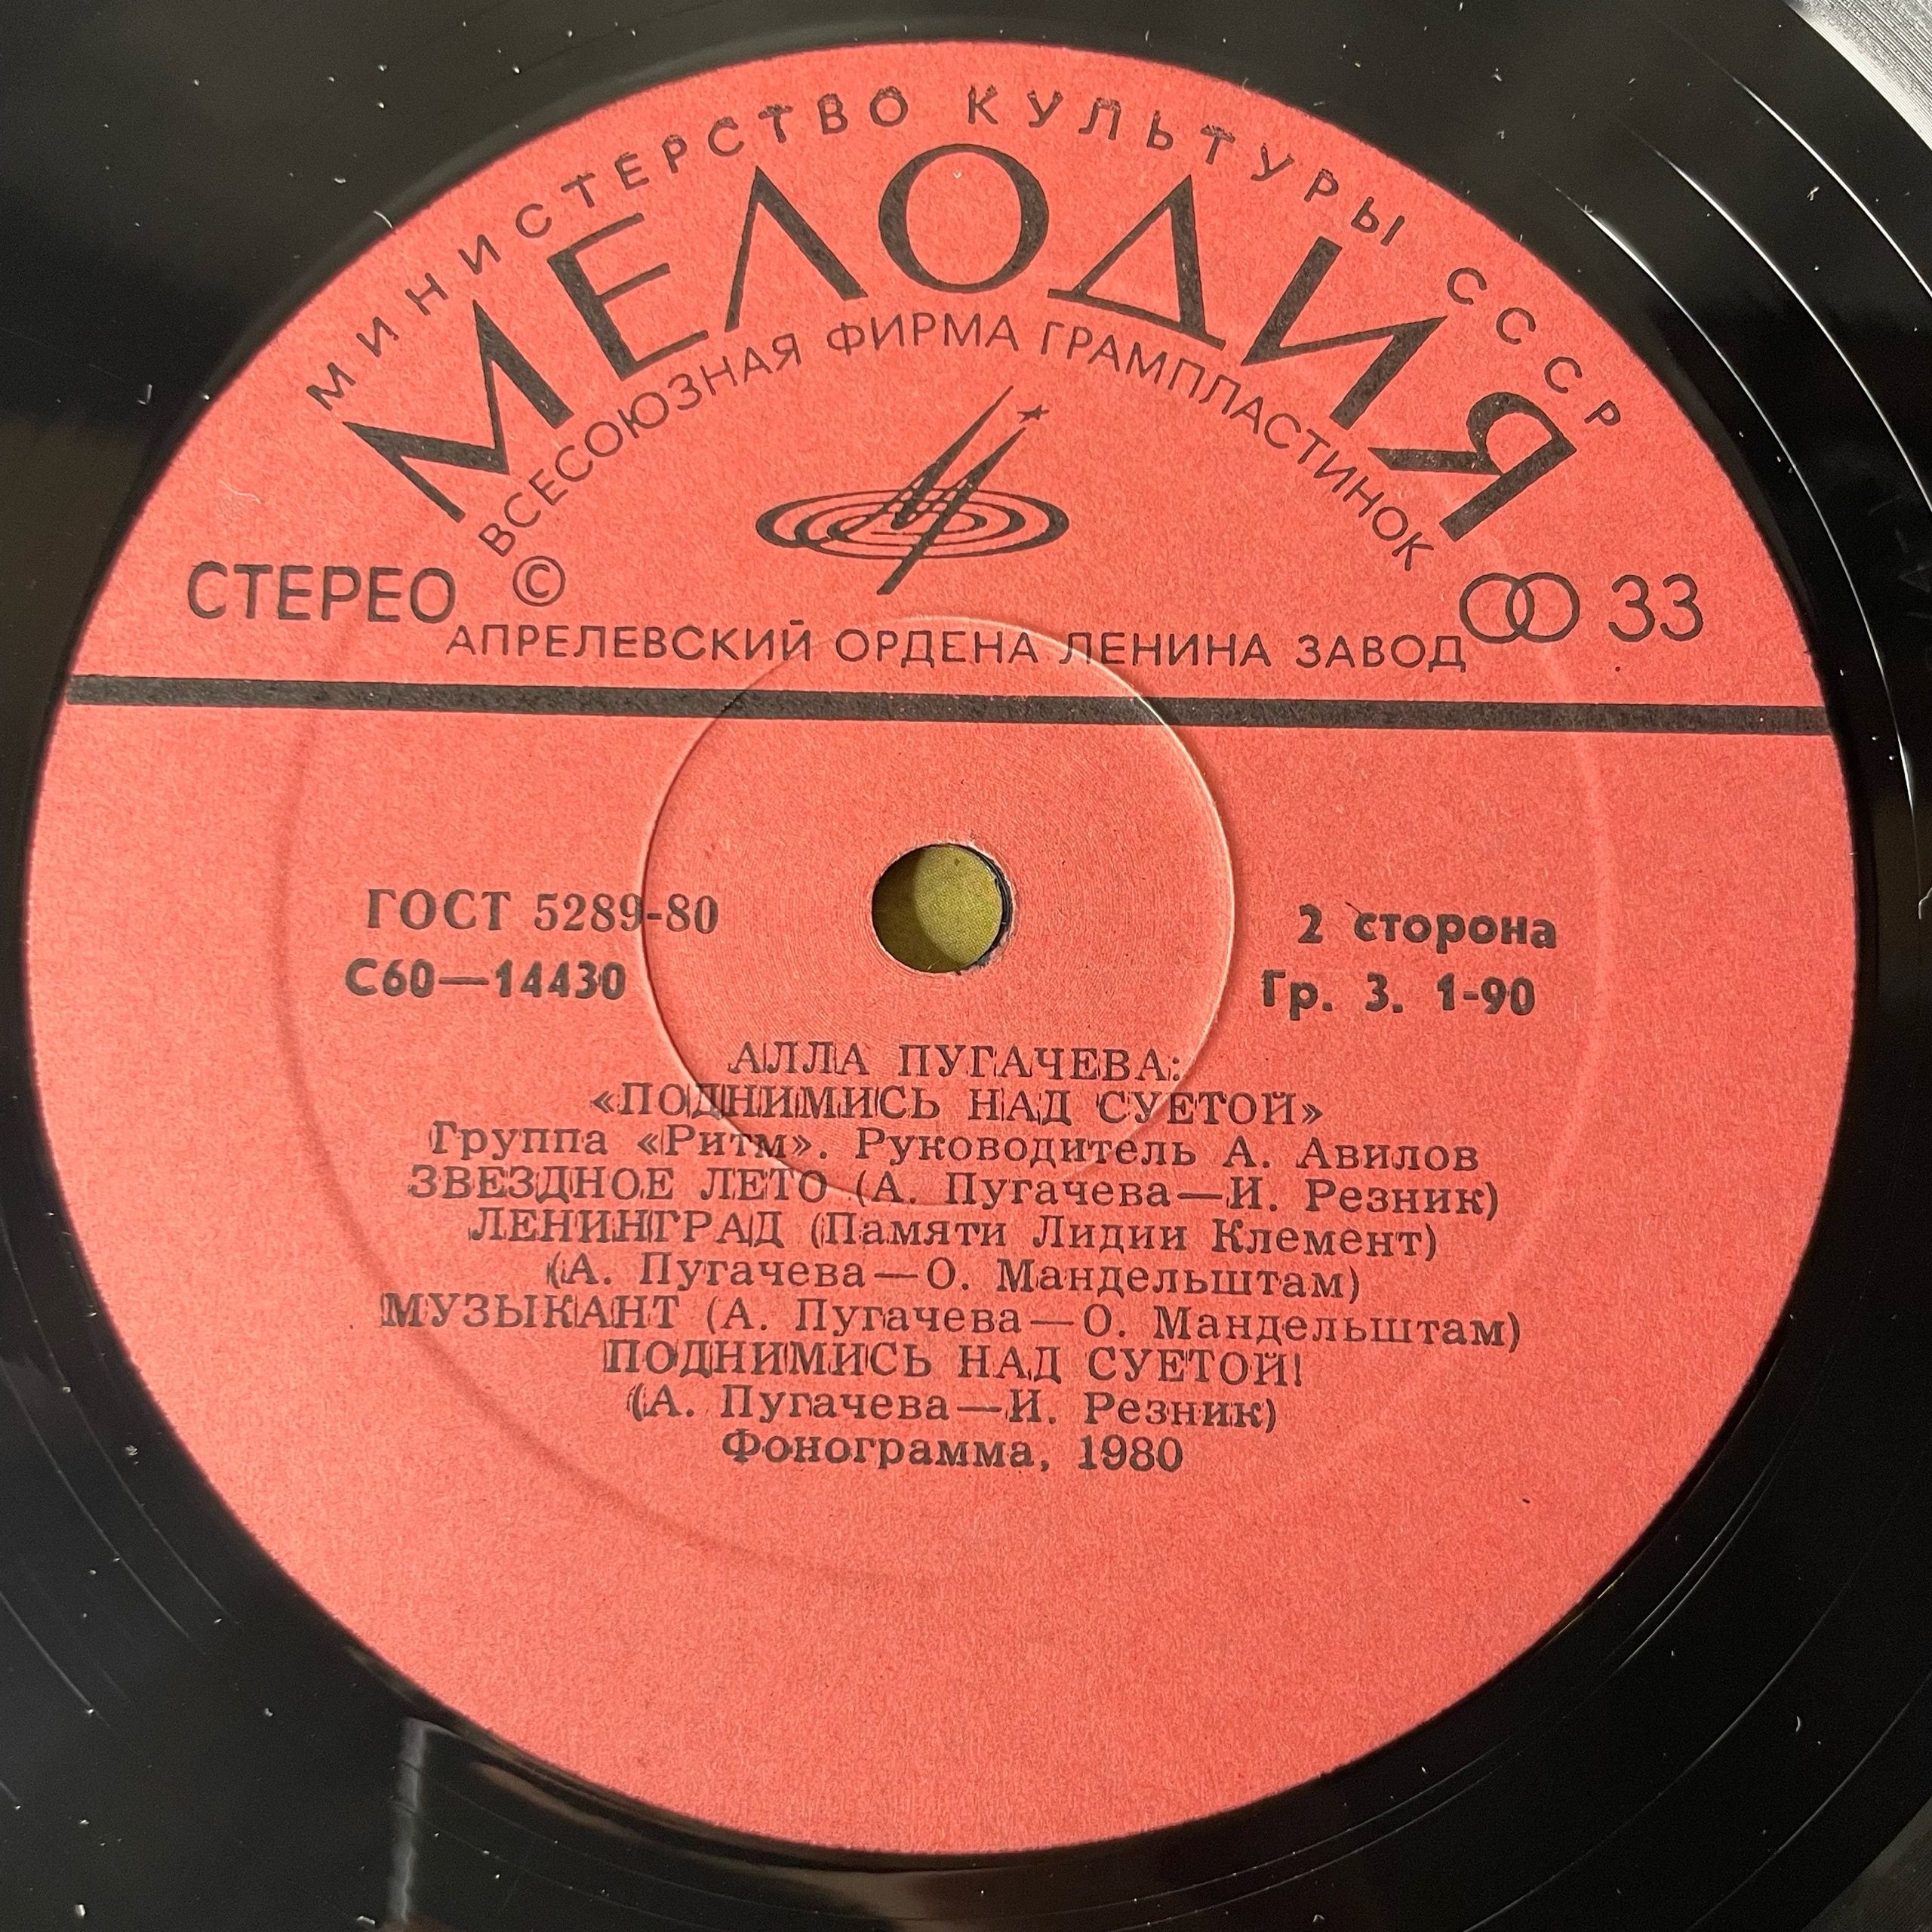 МИНИСТЕРСТВО КУЛЬТУРЫ СССР
МЕЛОДИЯ
ВСЕСОЮЗНАЯ ФИРМА ГРАМПЛАСТИНОК
СТЕРЕО © 33
АПРЕЛЕВСКИЙ ОРДЕНА ЛЕНИНА ЗАВОД
ГОСТ 5289-80 2 сторона
С60—14430 Гр. 3. 1-90
АЛЛА ПУГАЧЕВА:
«ПОДНИМИСЬ НАД СУЕТОЙ»
Группа «Ритм». Руководитель А. Авилов
ЗВЕЗДНОЕ ЛЕТО (А. Пугачева—И. Резник)
ЛЕНИНГРАД (Памяти Лидии Клемент)
(А. Пугачева—О. Мандельштам)
МУЗЫКАНТ (А. Пугачева—О. Мандельштам)
ПОДНИМИСЬ НАД СУЕТОЙ!
(А. Пугачева—И. Резник)
Фонограмма, 1980